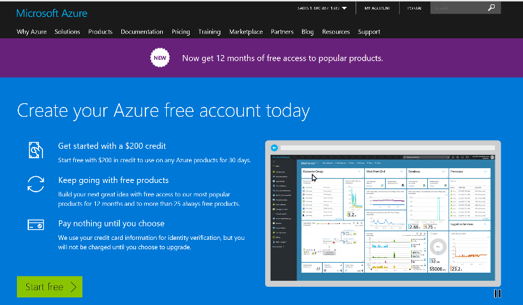 Microsoft Azure
MY ACCOUNT
PORTAL
Why Azure Solutions Products Documentation Pricing Training Marketplace Partners Blog Resources Support
NEW
Now get 12 months of free access to popular products.
Create your Azure free account today
Get started with a $200 credit
Start free with $200 in credit to use on any Azure products for 30 days.
Keep going with free products
Build your next great idea with free access to our most popular
products for 12 months and to more than 25 always free products.
Pay nothing until you choose
We use your credit card information for identity verification, but you
will not be charged until you choose to upgrade.
Start free